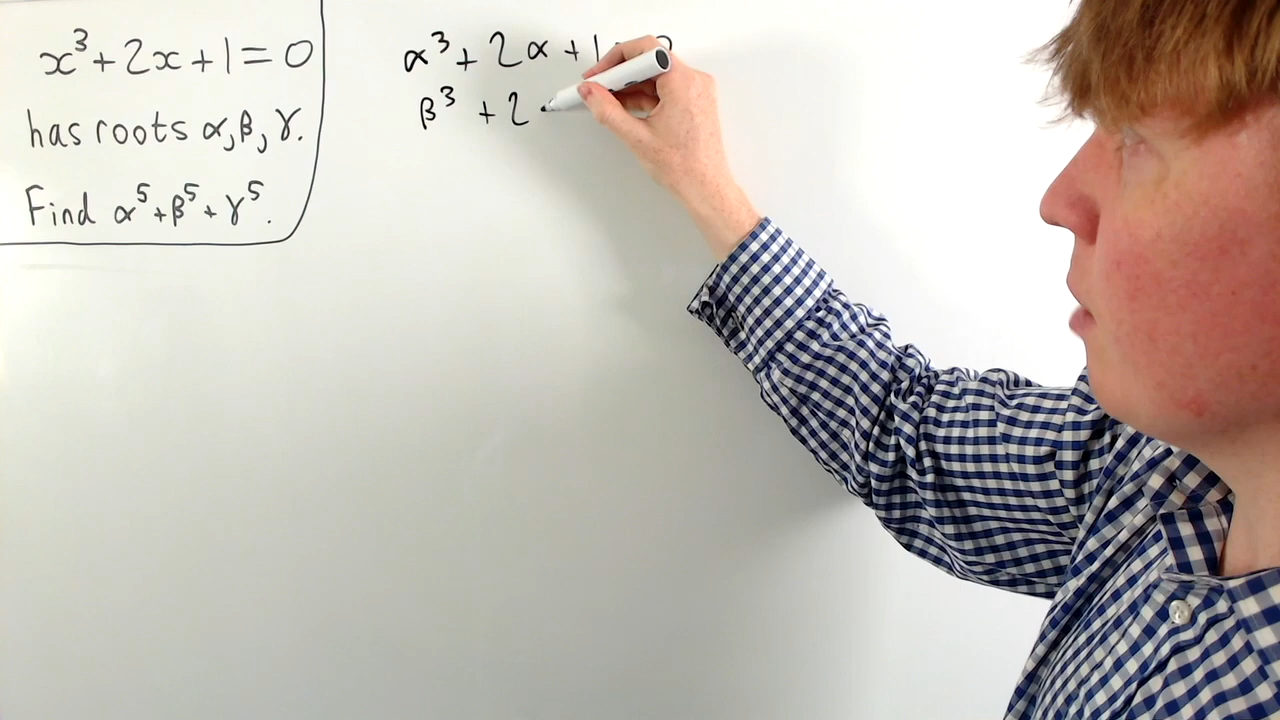 x³+2x+1=0
has roots α,β,γ.
Find α⁵+β⁵+γ⁵.
α³+2α+1
β³+2